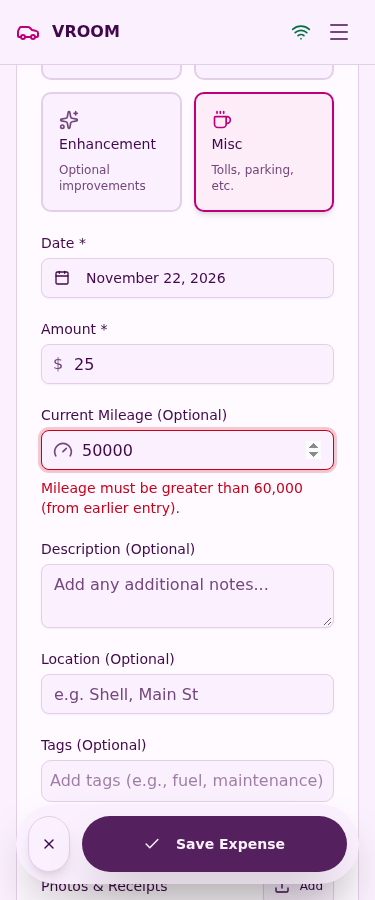 VROOM
Enhancement
Optional
improvements
Misc
Tolls, parking,
etc.
Date *
November 22, 2026
Amount *
$ 25
Current Mileage (Optional)
50000
Mileage must be greater than 60,000
(from earlier entry).
Description (Optional)
Add any additional notes...
Location (Optional)
e.g. Shell, Main St
Tags (Optional)
Add tags (e.g., fuel, maintenance)
Save Expense
Photos & Receipts
Add